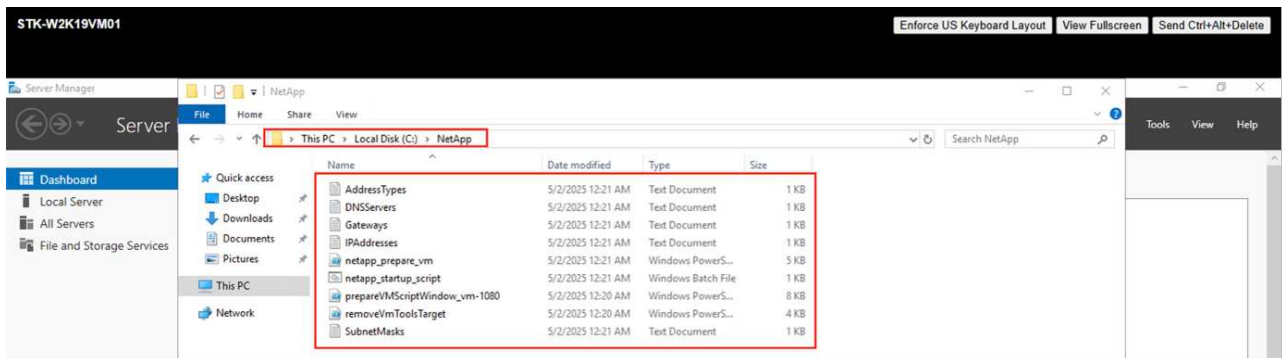 STK-W2K19VM01 Enforce US Keyboard Layout View Fullscreen Send Ctrl+Alt+Delete
Server Manager NetApp
File Home Share View
Server Tools View Help
This PC > Local Disk (C:) > NetApp Search NetApp
Name Date modified Type Size
Dashboard
Local Server
All Servers
File and Storage Services
Quick access
Desktop
Downloads
Documents
Pictures
This PC
Network
AddressTypes 5/2/2025 12:21 AM Text Document 1 KB
DNSServers 5/2/2025 12:21 AM Text Document 1 KB
Gateways 5/2/2025 12:21 AM Text Document 1 KB
IPAddresses 5/2/2025 12:21 AM Text Document 1 KB
netapp_prepare_vm 5/2/2025 12:21 AM Windows PowerS... 5 KB
netapp_startup_script 5/2/2025 12:21 AM Windows Batch File 1 KB
prepareVMScriptWindow_vm-1080 5/2/2025 12:20 AM Windows PowerS... 8 KB
removeVmToolsTarget 5/2/2025 12:20 AM Windows PowerS... 4 KB
SubnetMasks 5/2/2025 12:21 AM Text Document 1 KB